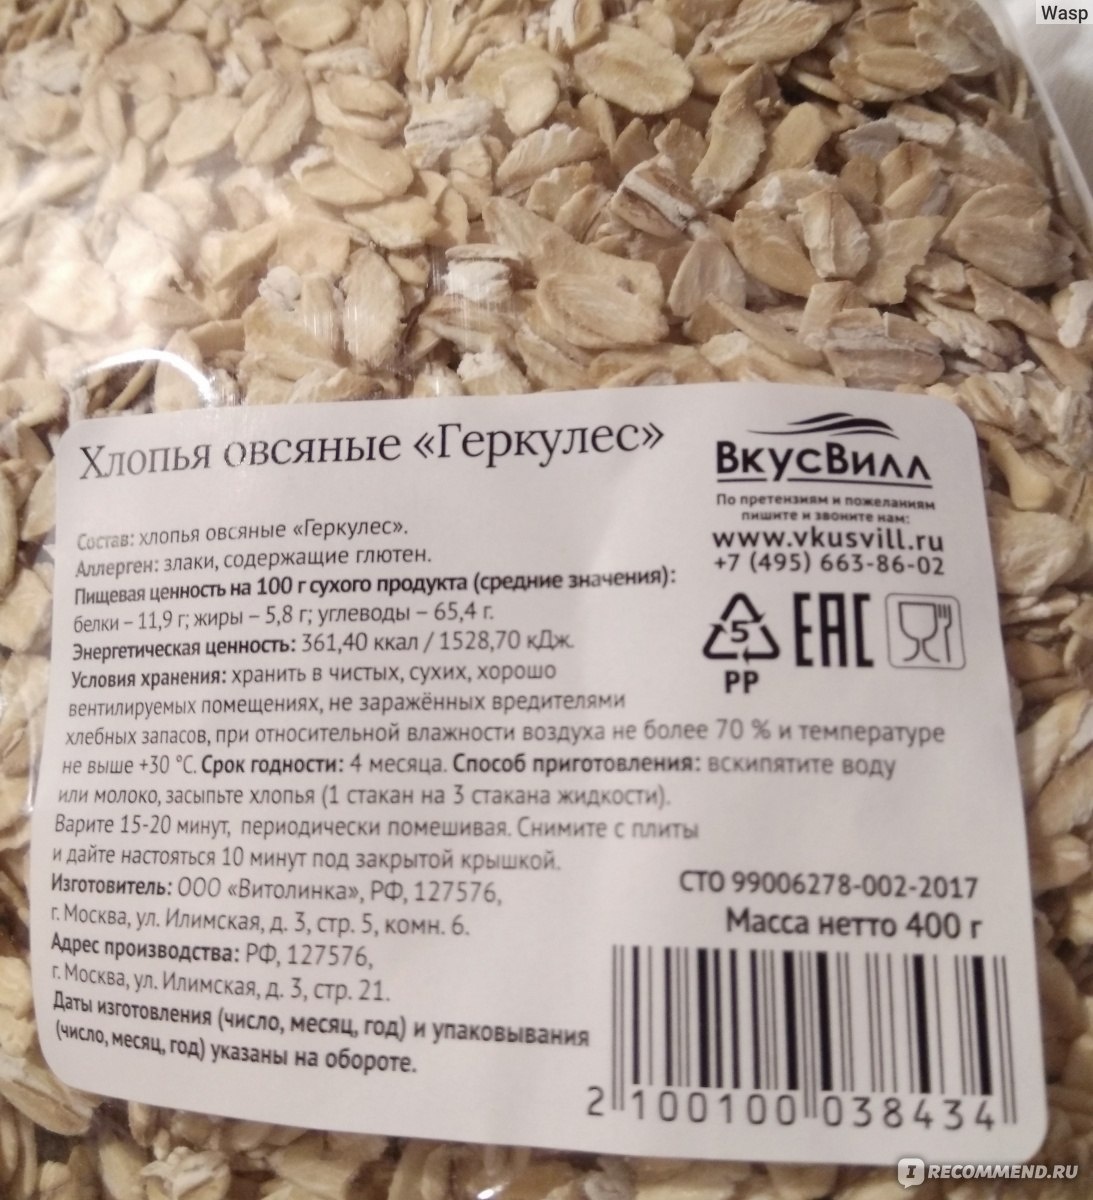 Wasp
Хлопья овсяные «Геркулес»
ВкусВилл
По претензиям и пожеланиям
пишите и звоните нам:
www.vkusvill.ru
+7 (495) 663-86-02
Состав: хлопья овсяные «Геркулес».
Аллерген: злаки, содержащие глютен.
Пищевая ценность на 100 г сухого продукта (средние значения):
белки – 11,9 г; жиры – 5,8 г; углеводы – 65,4 г.
Энергетическая ценность: 361,40 ккал / 1528,70 кДж.
Условия хранения: хранить в чистых, сухих, хорошо
вентилируемых помещениях, не заражённых вредителями
хлебных запасов, при относительной влажности воздуха не более 70 % и температуре
не выше +30 °C. Срок годности: 4 месяца. Способ приготовления: вскипятите воду
или молоко, засыпьте хлопья (1 стакан на 3 стакана жидкости).
Варите 15-20 минут, периодически помешивая. Снимите с плиты
и дайте настояться 10 минут под закрытой крышкой.
Изготовитель: ООО «Витолинка», РФ, 127576,
г. Москва, ул. Илимская, д. 3, стр. 5, комн. 6.
Адрес производства: РФ, 127576,
г. Москва, ул. Илимская, д. 3, стр. 21.
Даты изготовления (число, месяц, год) и упаковывания
(число, месяц, год) указаны на обороте.
5
PP
EAC
СТО 99006278-002-2017
Масса нетто 400 г
2 100100 038434
IRECOMMEND.RU